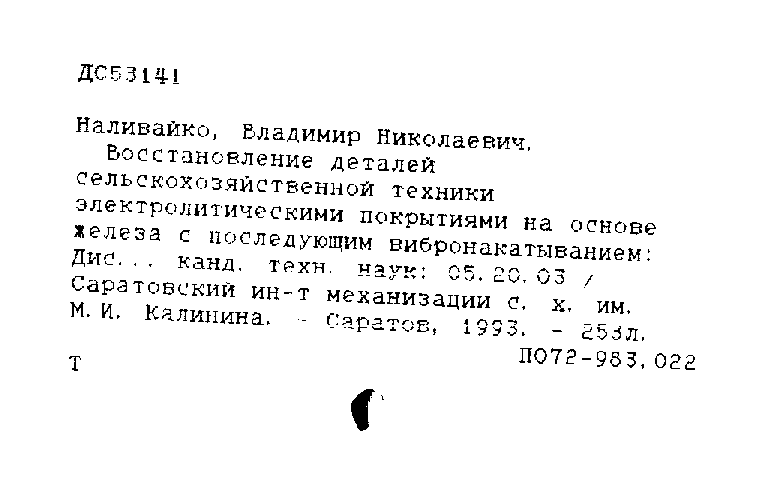 ДС53141
Наливайко, Владимир Николаевич.
Восстановление деталей
сельскохозяйственной техники
электролитическими покрытиями на основе
железа с последующим вибронакатыванием:
Дис... канд. техн. наук: 05.20.03 /
Саратовский ин-т механизации с. х. им.
М.И. Калинина. - Саратов, 1993. - 253л.
П072-983.022
Т